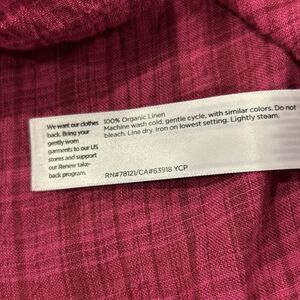 We want our clothes
back. Bring your
gently worn
garments to our US
stores and support
our Renew take-
back program.
100% Organic Linen
Machine wash cold, gentle cycle, with similar colors. Do not
bleach. Line dry. Iron on lowest setting. Lightly steam.
RN#78121/CA#63918 YCP